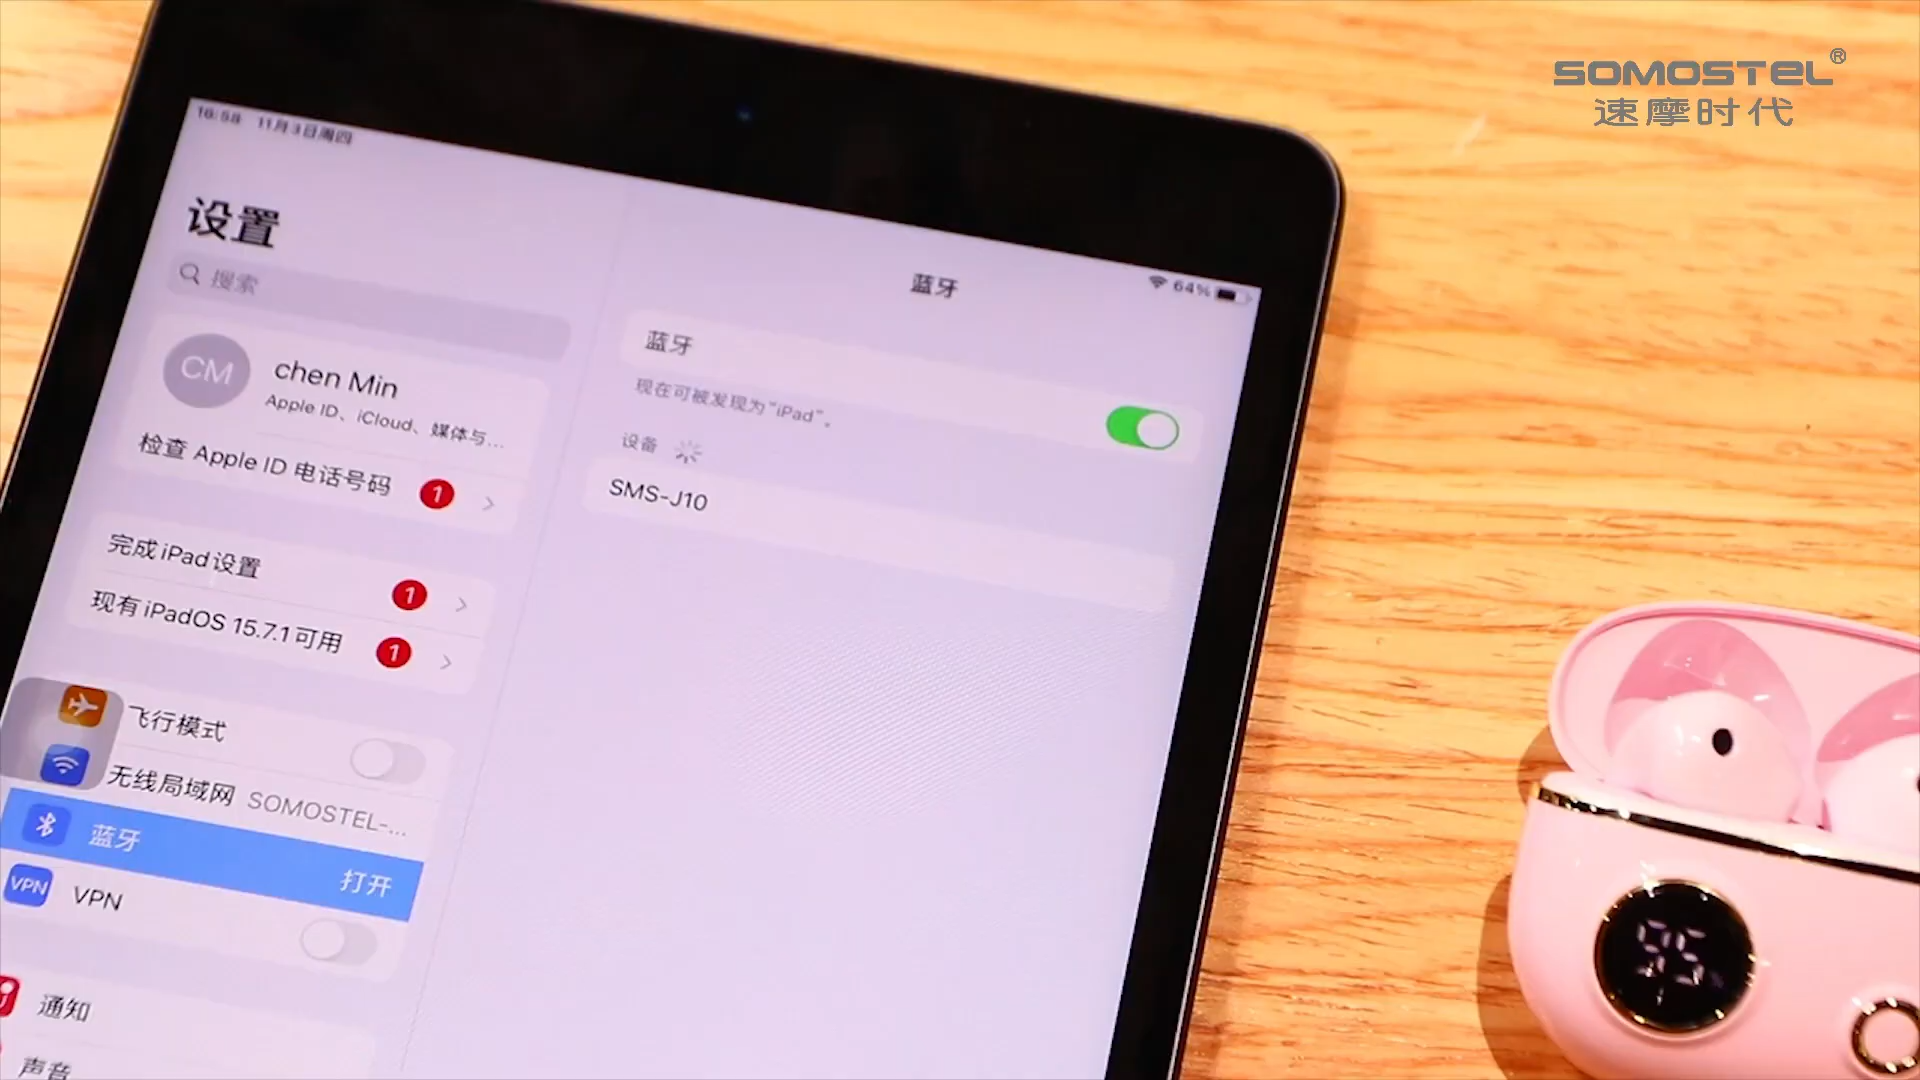 SOMOSTEL®
速摩时代
16:58 11月3日周四
64%
设置
搜索
CM
chen Min
Apple ID、iCloud、媒体与...
检查 Apple ID 电话号码 1
完成 iPad 设置 1
现有 iPadOS 15.7.1 可用 1
飞行模式
无线局域网 SOMOSTEL-...
蓝牙 打开
VPN VPN
通知
声音
蓝牙
蓝牙
现在可被发现为“iPad”。
设备
SMS-J10
95